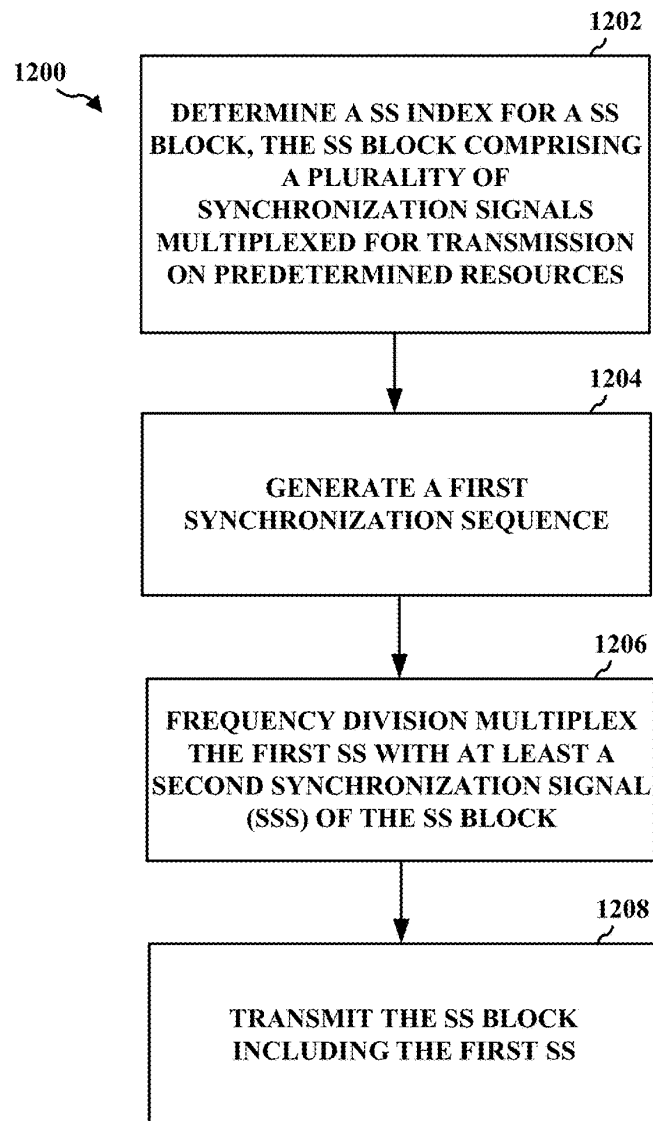 1200
1202
DETERMINE A SS INDEX FOR A SS
BLOCK, THE SS BLOCK COMPRISING
A PLURALITY OF
SYNCHRONIZATION SIGNALS
MULTIPLEXED FOR TRANSMISSION
ON PREDETERMINED RESOURCES
1204
GENERATE A FIRST
SYNCHRONIZATION SEQUENCE
1206
FREQUENCY DIVISION MULTIPLEX
THE FIRST SS WITH AT LEAST A
SECOND SYNCHRONIZATION SIGNAL
(SSS) OF THE SS BLOCK
1208
TRANSMIT THE SS BLOCK
INCLUDING THE FIRST SS